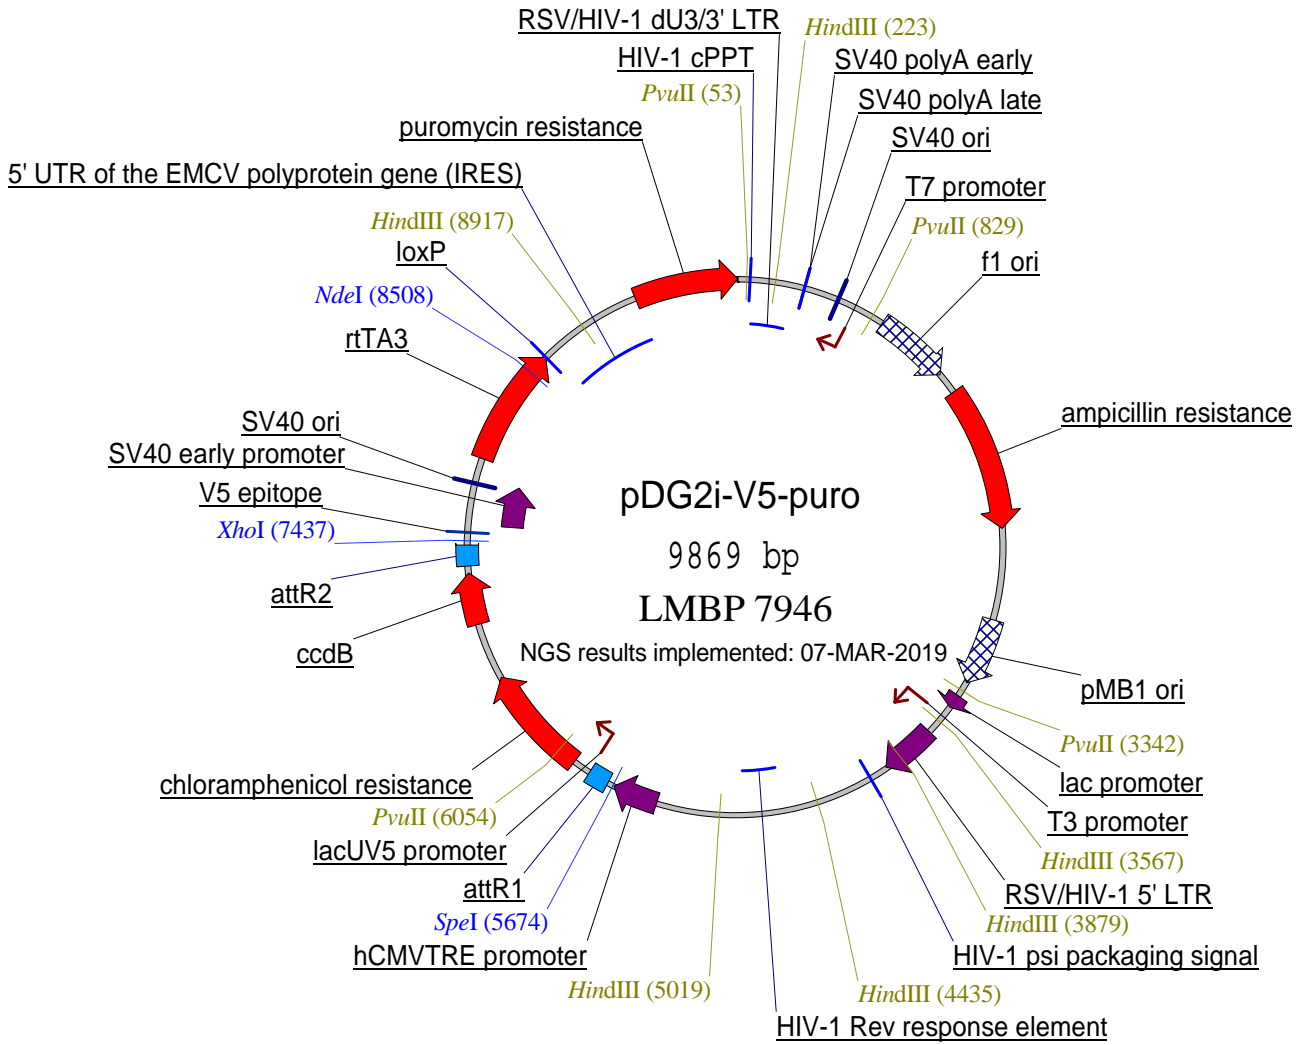 RSV/HIV-1 dU3/3' LTR
HindIII (223)
HIV-1 cPPT
SV40 polyA early
PvuII (53)
SV40 polyA late
puromycin resistance
SV40 ori
5' UTR of the EMCV polyprotein gene (IRES)
T7 promoter
HindIII (8917)
PvuII (829)
loxP
f1 ori
NdeI (8508)
rtTA3
ampicillin resistance
SV40 ori
SV40 early promoter
V5 epitope
XhoI (7437)
pDG2i-V5-puro
9869 bp
LMBP 7946
NGS results implemented: 07-MAR-2019
attR2
ccdB
pMB1 ori
PvuII (3342)
chloramphenicol resistance
lac promoter
PvuII (6054)
T3 promoter
lacUV5 promoter
HindIII (3567)
attR1
RSV/HIV-1 5' LTR
SpeI (5674)
HindIII (3879)
hCMVTRE promoter
HIV-1 psi packaging signal
HindIII (5019)
HindIII (4435)
HIV-1 Rev response element